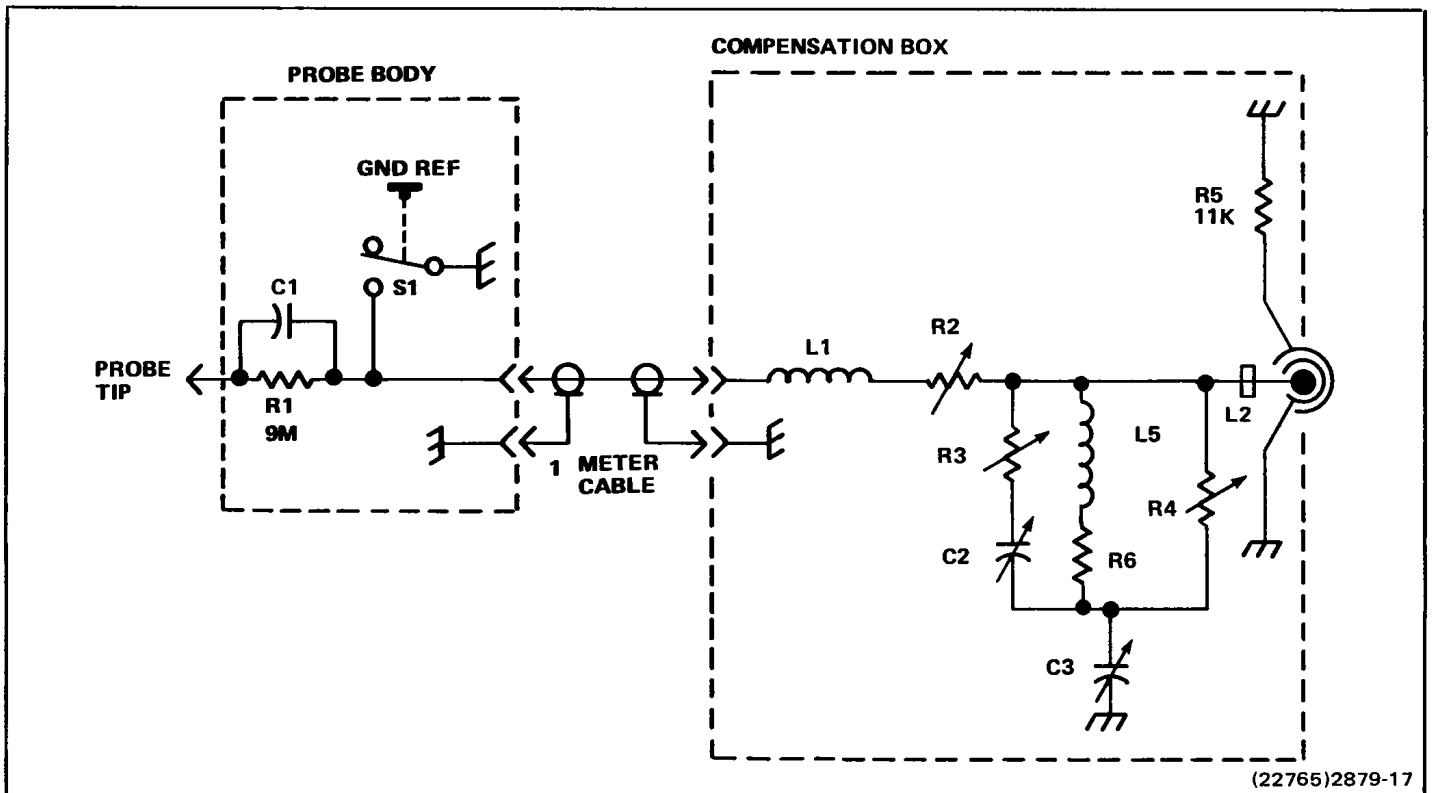 COMPENSATION BOX
PROBE BODY
GND REF
S1
C1
PROBE
TIP
R1
9M
1 METER
CABLE
L1
R2
R3
C2
L5
R6
R4
C3
L2
R5
11K
(22765)2879-17